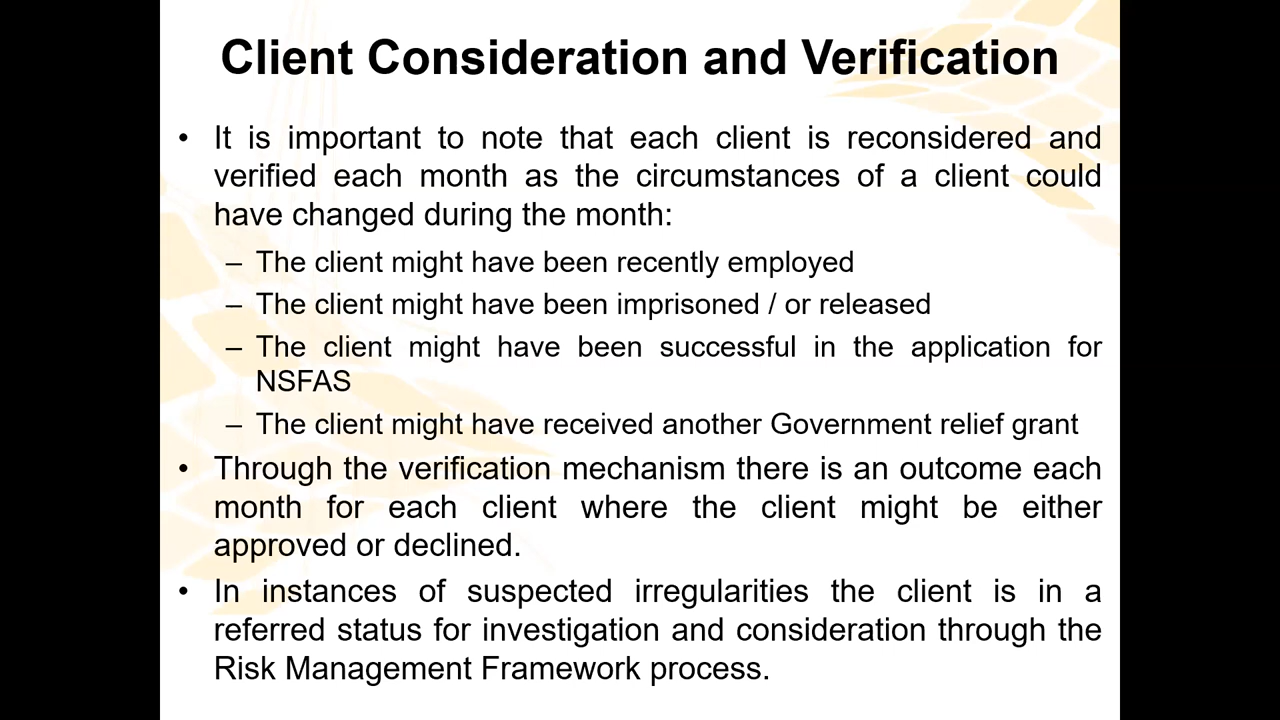 Client Consideration and Verification
• It is important to note that each client is reconsidered and
verified each month as the circumstances of a client could
have changed during the month:
– The client might have been recently employed
– The client might have been imprisoned / or released
– The client might have been successful in the application for
NSFAS
– The client might have received another Government relief grant
• Through the verification mechanism there is an outcome each
month for each client where the client might be either
approved or declined.
• In instances of suspected irregularities the client is in a
referred status for investigation and consideration through the
Risk Management Framework process.